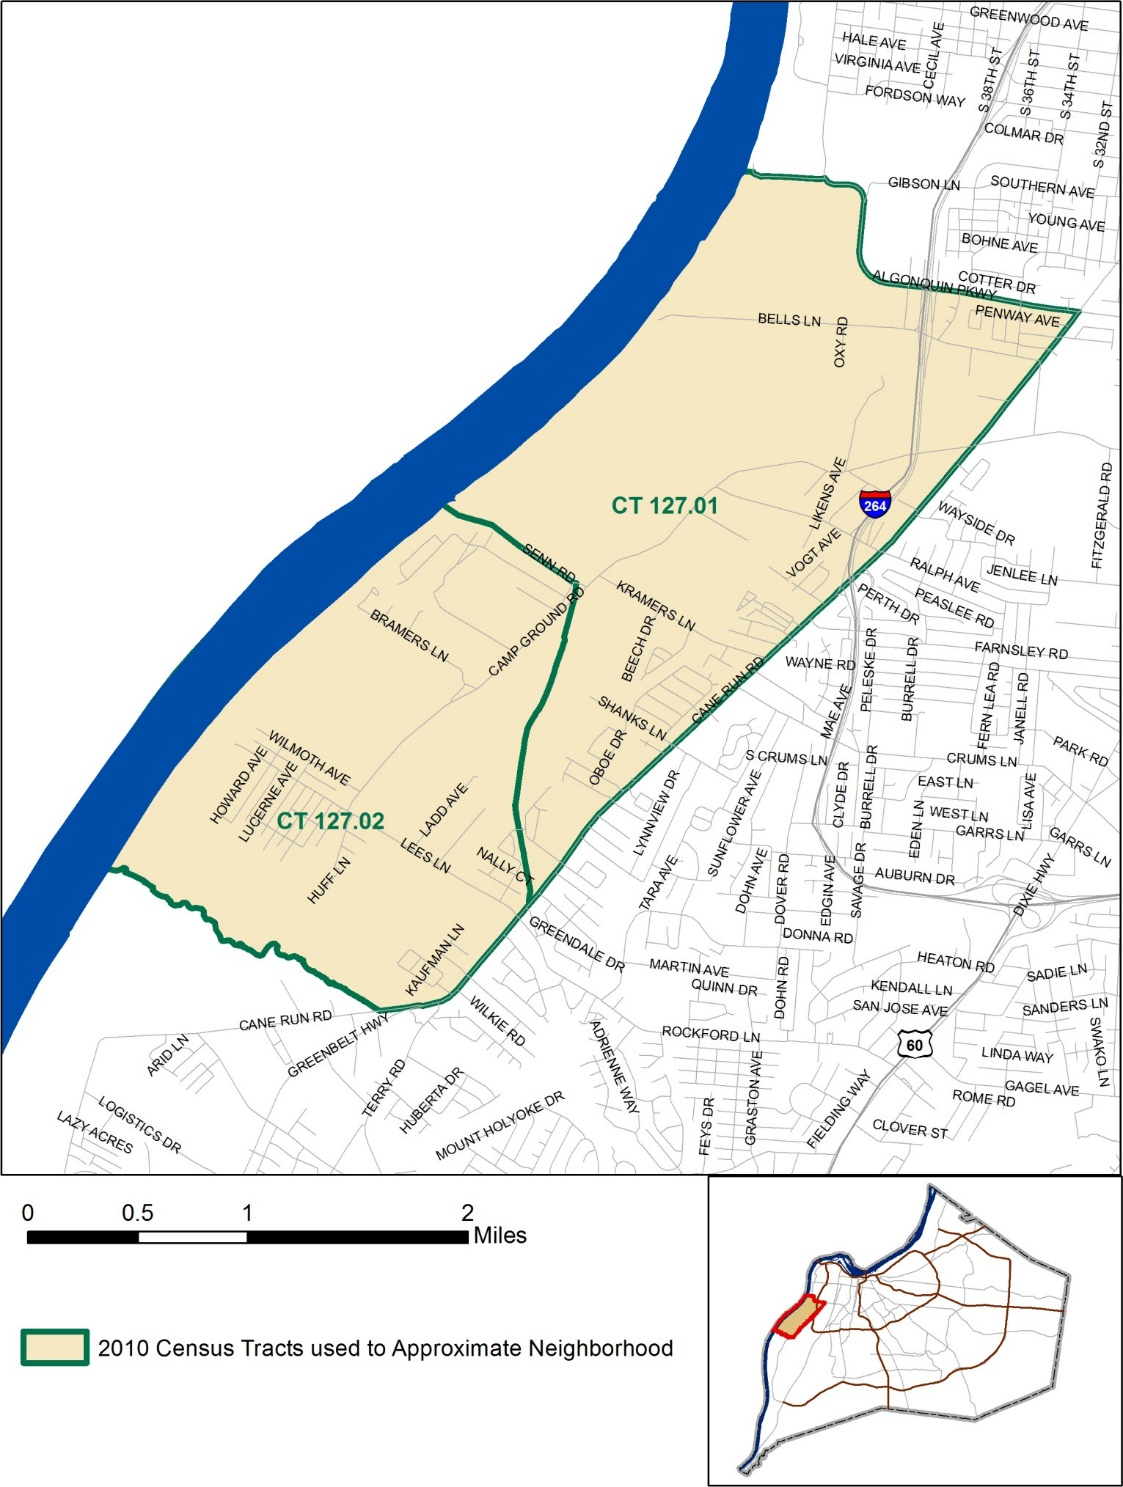 GREENWOOD AVE
HALE AVE
CECIL AVE
VIRGINIA AVE
S 38TH ST
S 36TH ST
S 34TH ST
FORDSON WAY
S 32ND ST
COLMAR DR
GIBSON LN
SOUTHERN AVE
YOUNG AVE
BOHNE AVE
ALGONQUIN PKWY
COTTER DR
PENWAY AVE
BELLS LN
OXY RD
LIKENS AVE
CT 127.01
264
FITZGERALD RD
WAYSIDE DR
VOGT AVE
SENN RD
RALPH AVE
JENLEE LN
KRAMERS LN
PERTH DR
PEASLEE RD
BRAMERS LN
CAMP GROUND RD
BEECH DR
FARNSLEY RD
WAYNE RD
PELESKE DR
BURRELL DR
CANE RUN RD
FERN LEA RD
JANELL RD
MAE AVE
SHANKS LN
OBOE DR
S CRUMS LN
CRUMS LN
PARK RD
WILMOTH AVE
HOWARD AVE
LUCERNE AVE
EAST LN
CLYDE DR
BURRELL DR
LISA AVE
LADD AVE
CT 127.02
LYNNVIEW DR
SUNFLOWER AVE
WEST LN
EDEN LN
GARRS LN
GARRS LN
LEES LN
NALLY CT
HUFF LN
TARA AVE
DOHN AVE
DOVER RD
EDGIN AVE
SAVAGE DR
AUBURN DR
DIXIE HWY
GREENDALE DR
DONNA RD
KAUFMAN LN
MARTIN AVE
HEATON RD
SADIE LN
QUINN DR
DOHN RD
KENDALL LN
SAN JOSE AVE
SANDERS LN
CANE RUN RD
WILKIE RD
GREENBELT HWY
ROCKFORD LN
60
ARID LN
ADRIENNE WAY
LINDA WAY
SWAKO LN
TERRY RD
HUBERTA DR
GRASTON AVE
GAGEL AVE
ROME RD
LOGISTICS DR
LAZY ACRES
MOUNT HOLYOKE DR
FEYS DR
FIELDING WAY
CLOVER ST
0 0.5 1 2
Miles
2010 Census Tracts used to Approximate Neighborhood